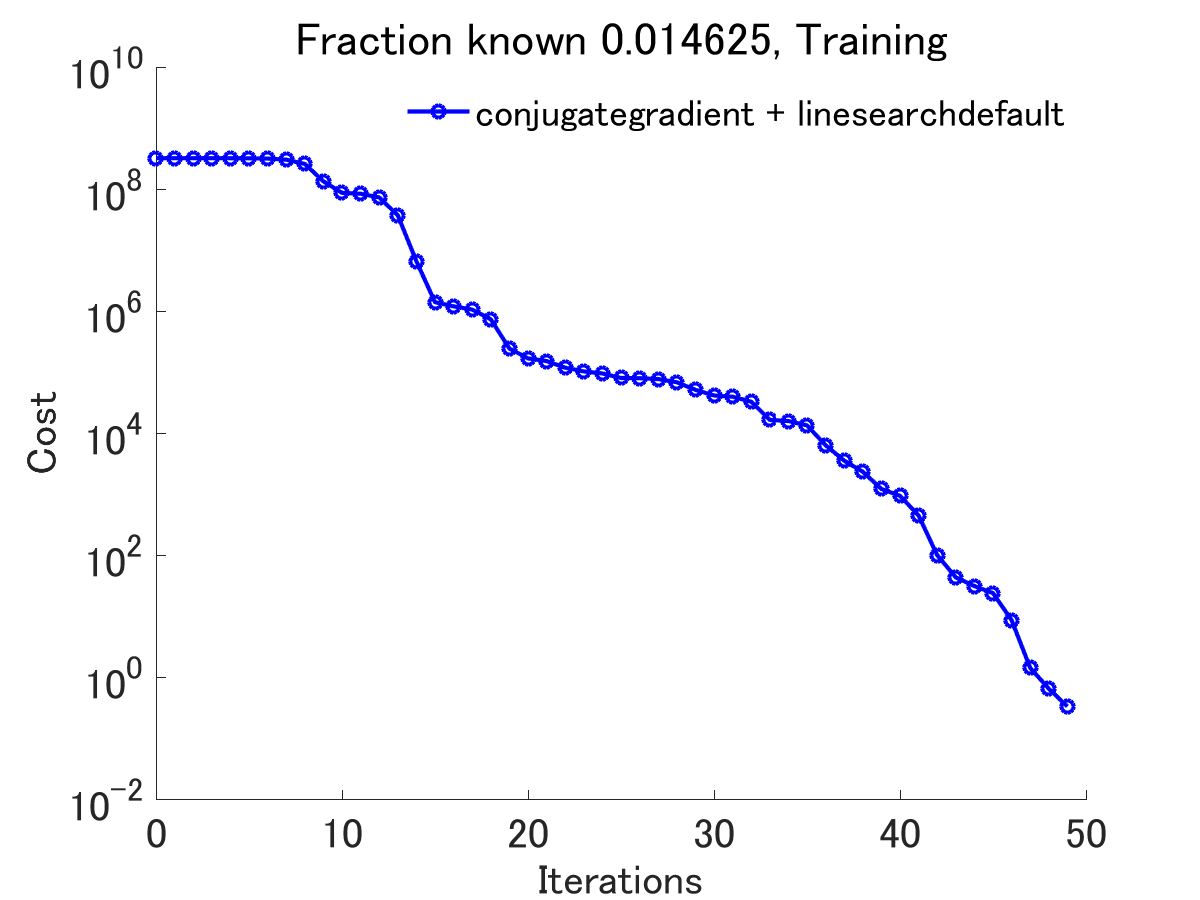 Fraction known 0.014625, Training
conjugategradient + linesearchdefault
10^10
10^8
10^6
10^4
10^2
10^0
10^-2
Cost
0 10 20 30 40 50
Iterations